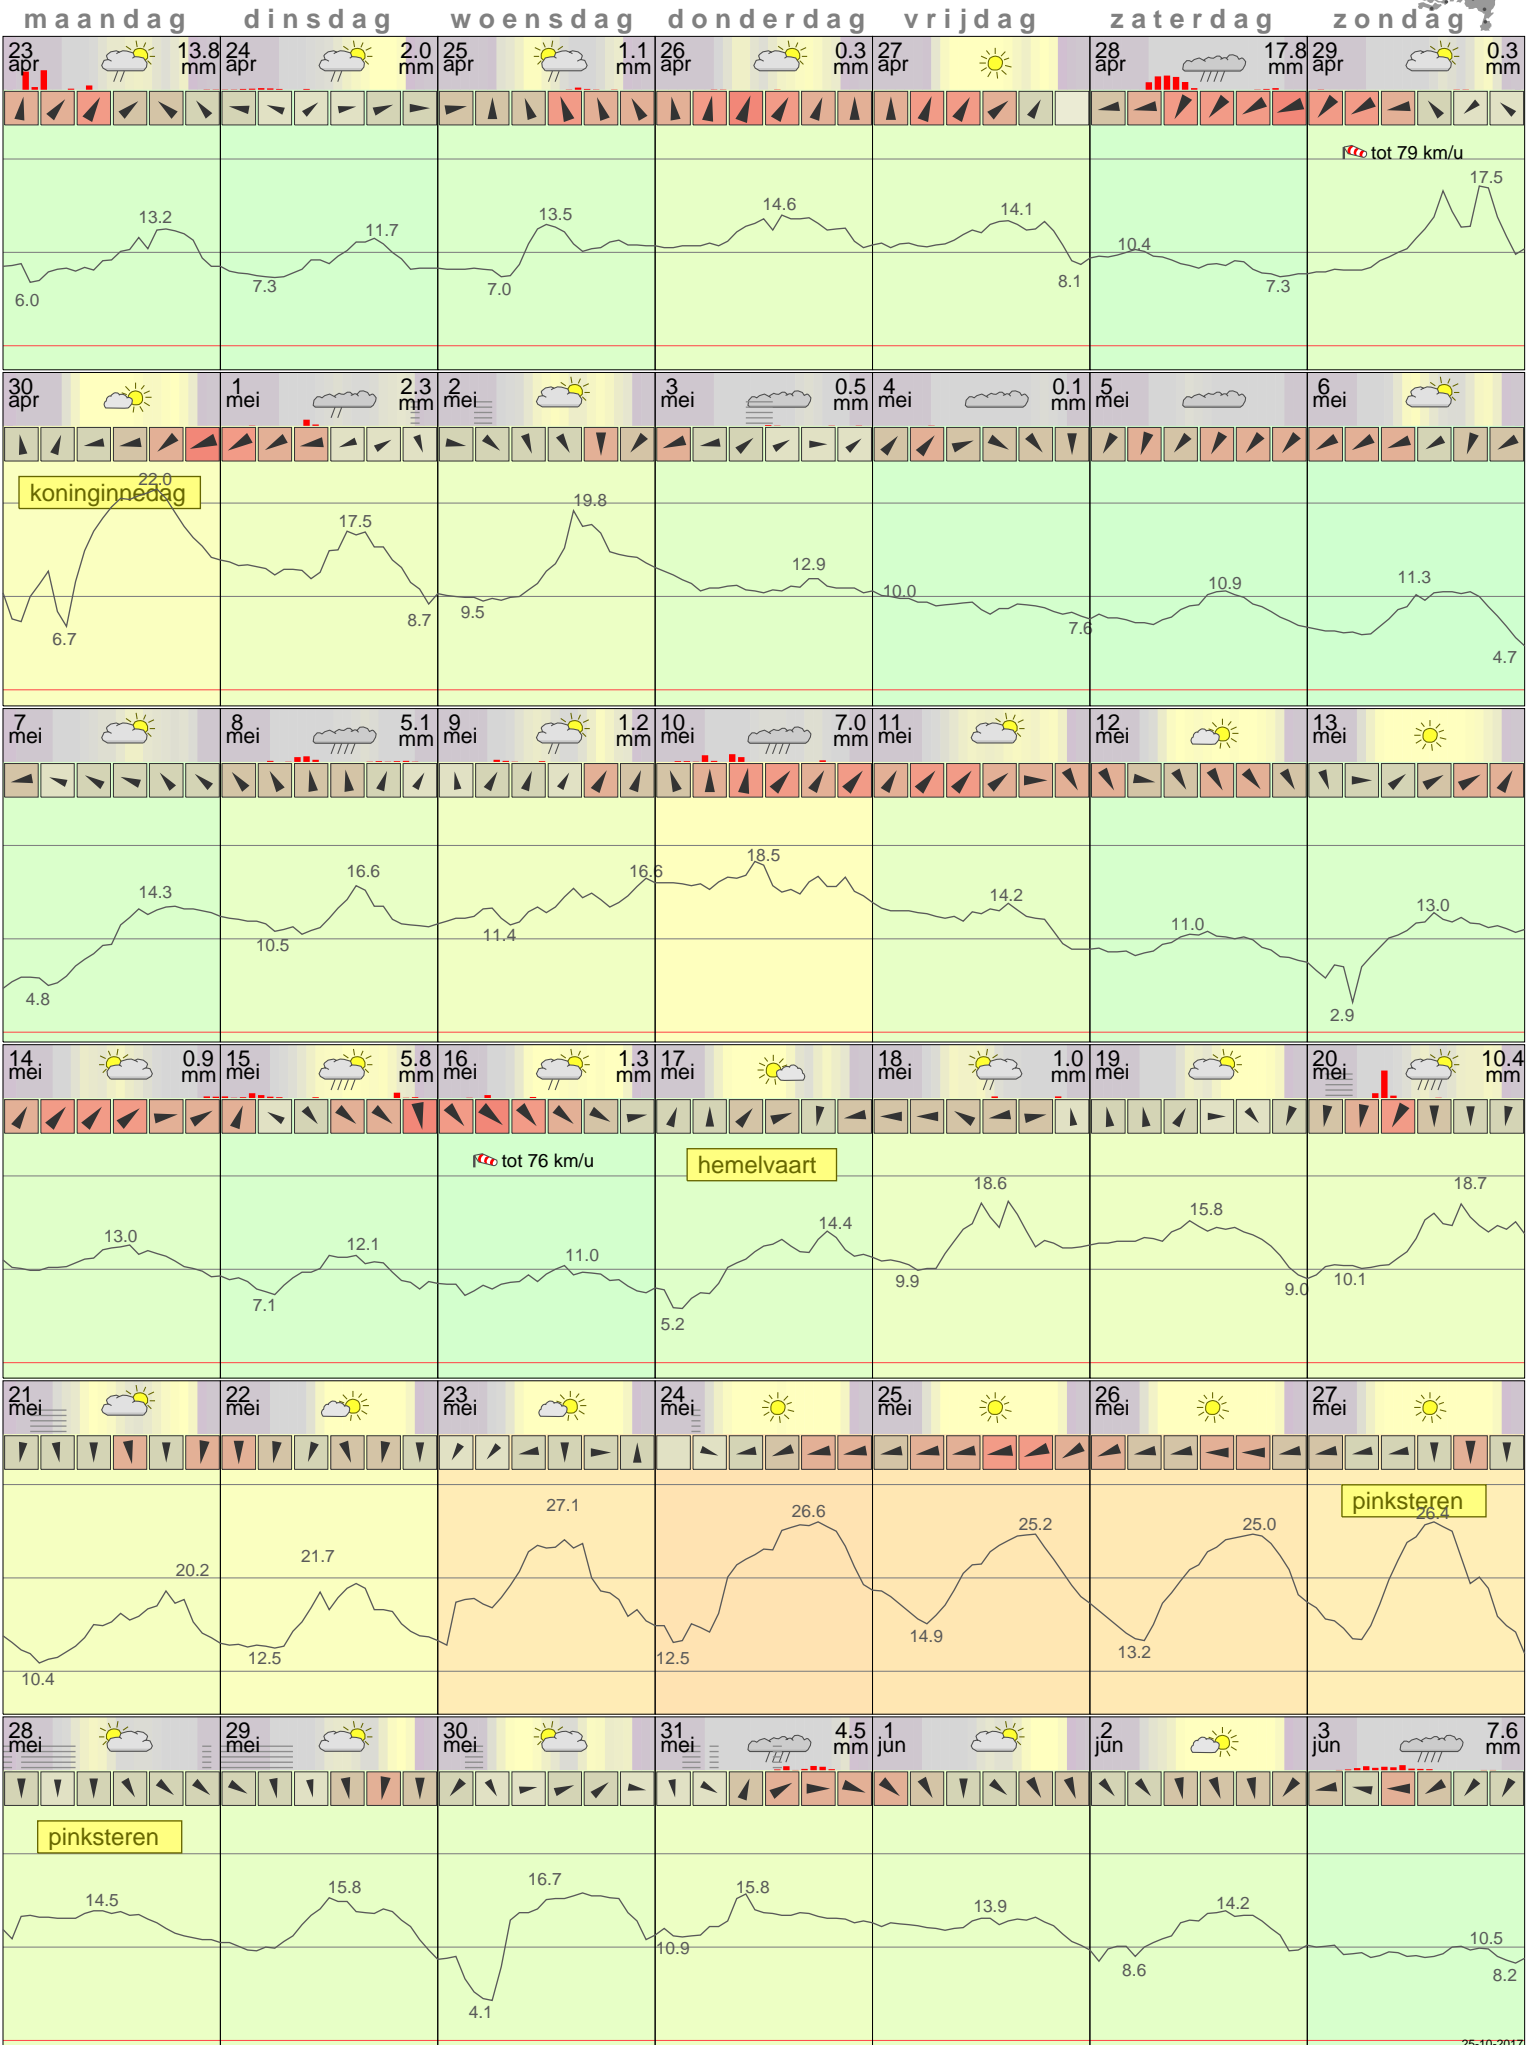 maandag dinsdag woensdag donderdag vrijdag zaterdag zondag
23 apr 13.8 mm 24 apr 2.0 mm 25 apr 1.1 mm 26 apr 0.3 mm 27 apr 28 apr 17.8 mm 29 apr 0.3 mm
tot 79 km/u
13.2 11.7 13.5 14.6 14.1 10.4 17.5
6.0 7.3 7.0 8.1 7.3
30 apr 1 mei 2.3 mm 2 mei 3 mei 0.5 mm 4 mei 0.1 mm 5 mei 6 mei
koninginnedag
22.0 17.5 19.8 12.9 10.0 10.9 11.3
6.7 8.7 9.5 7.6 4.7
7 mei 8 mei 5.1 mm 9 mei 1.2 mm 10 mei 7.0 mm 11 mei 12 mei 13 mei
14.3 16.6 16.6 18.5 14.2 11.0 13.0
4.8 10.5 11.4 2.9
14 mei 0.9 mm 15 mei 5.8 mm 16 mei 1.3 mm 17 mei 18 mei 1.0 mm 19 mei 20 mei 10.4 mm
tot 76 km/u hemelvaart
13.0 12.1 11.0 14.4 18.6 15.8 18.7
7.1 5.2 9.9 9.0 10.1
21 mei 22 mei 23 mei 24 mei 25 mei 26 mei 27 mei
pinksteren
20.2 21.7 27.1 26.6 25.2 25.0 26.4
10.4 12.5 12.5 14.9 13.2
28 mei 29 mei 30 mei 31 mei 4.5 mm 1 jun 2 jun 3 jun 7.6 mm
pinksteren
14.5 15.8 16.7 15.8 13.9 14.2 10.5
4.1 10.9 8.6 8.2
25-10-2017